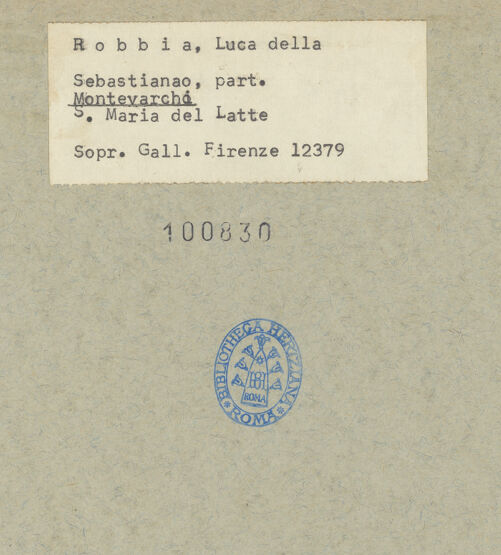 Robbia, Luca della
Sebastianao, part.
Montevarchi
S. Maria del Latte
Sopr. Gall. Firenze 12379
100830
BIBLIOTHECA HERTZIANA
ROMA
* ROMA *